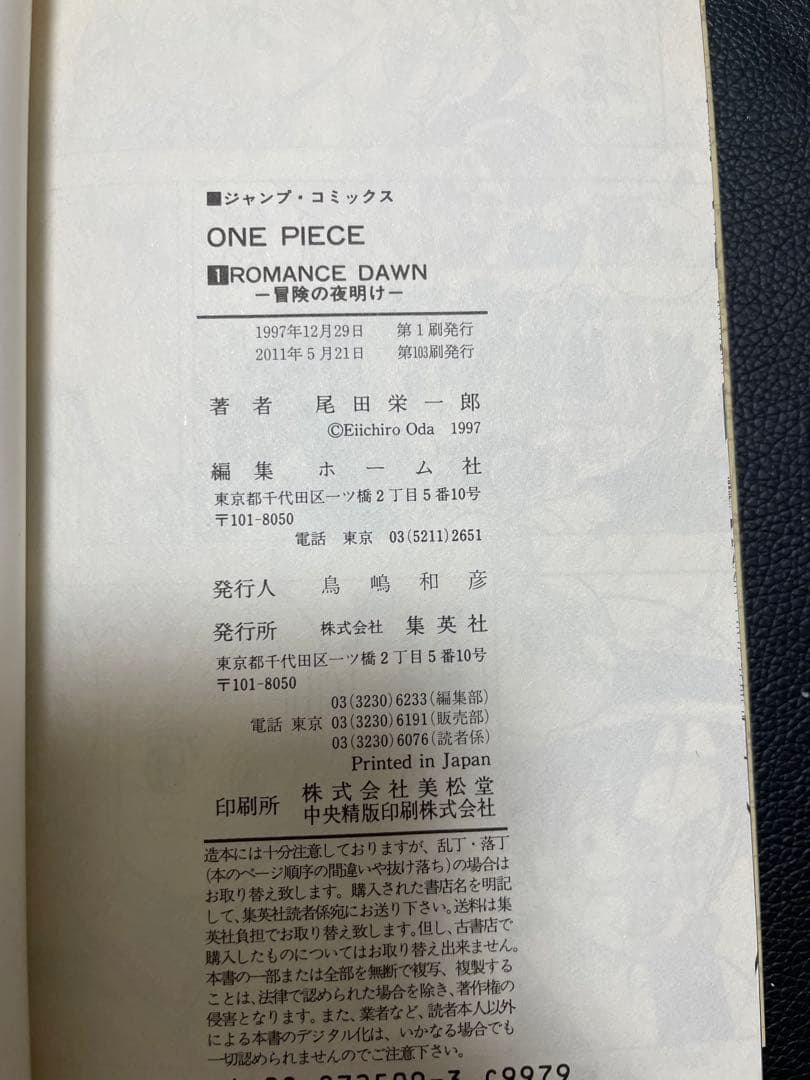 ■ジャンプ・コミックス
ONE PIECE
1 ROMANCE DAWN
―冒険の夜明け―
1997年12月29日 第1刷発行
2011年5月21日 第103刷発行
著者 尾田栄一郎
©Eiichiro Oda 1997
編集 ホーム社
東京都千代田区一ツ橋2丁目5番10号
〒101-8050
電話 東京 03(5211)2651
発行人 鳥嶋和彦
発行所 株式会社 集英社
東京都千代田区一ツ橋2丁目5番10号
〒101-8050
03(3230)6233(編集部)
電話 東京 03(3230)6191(販売部)
03(3230)6076(読者係)
Printed in Japan
印刷所 株式会社美松堂
中央精版印刷株式会社
造本には十分注意しておりますが、乱丁・落丁
(本のページ順序の間違いや抜け落ち)の場合は
お取り替え致します。購入された書店名を明記
して、集英社読者係宛にお送り下さい。送料は集
英社負担でお取り替え致します。但し、古書店で
購入したものについてはお取り替え出来ません。
本書の一部または全部を無断で複写、複製する
ことは、法律で認められた場合を除き、著作権の
侵害となります。また、業者など、読者本人以外
による本書のデジタル化は、いかなる場合でも
一切認められませんのでご注意下さい。
C9979